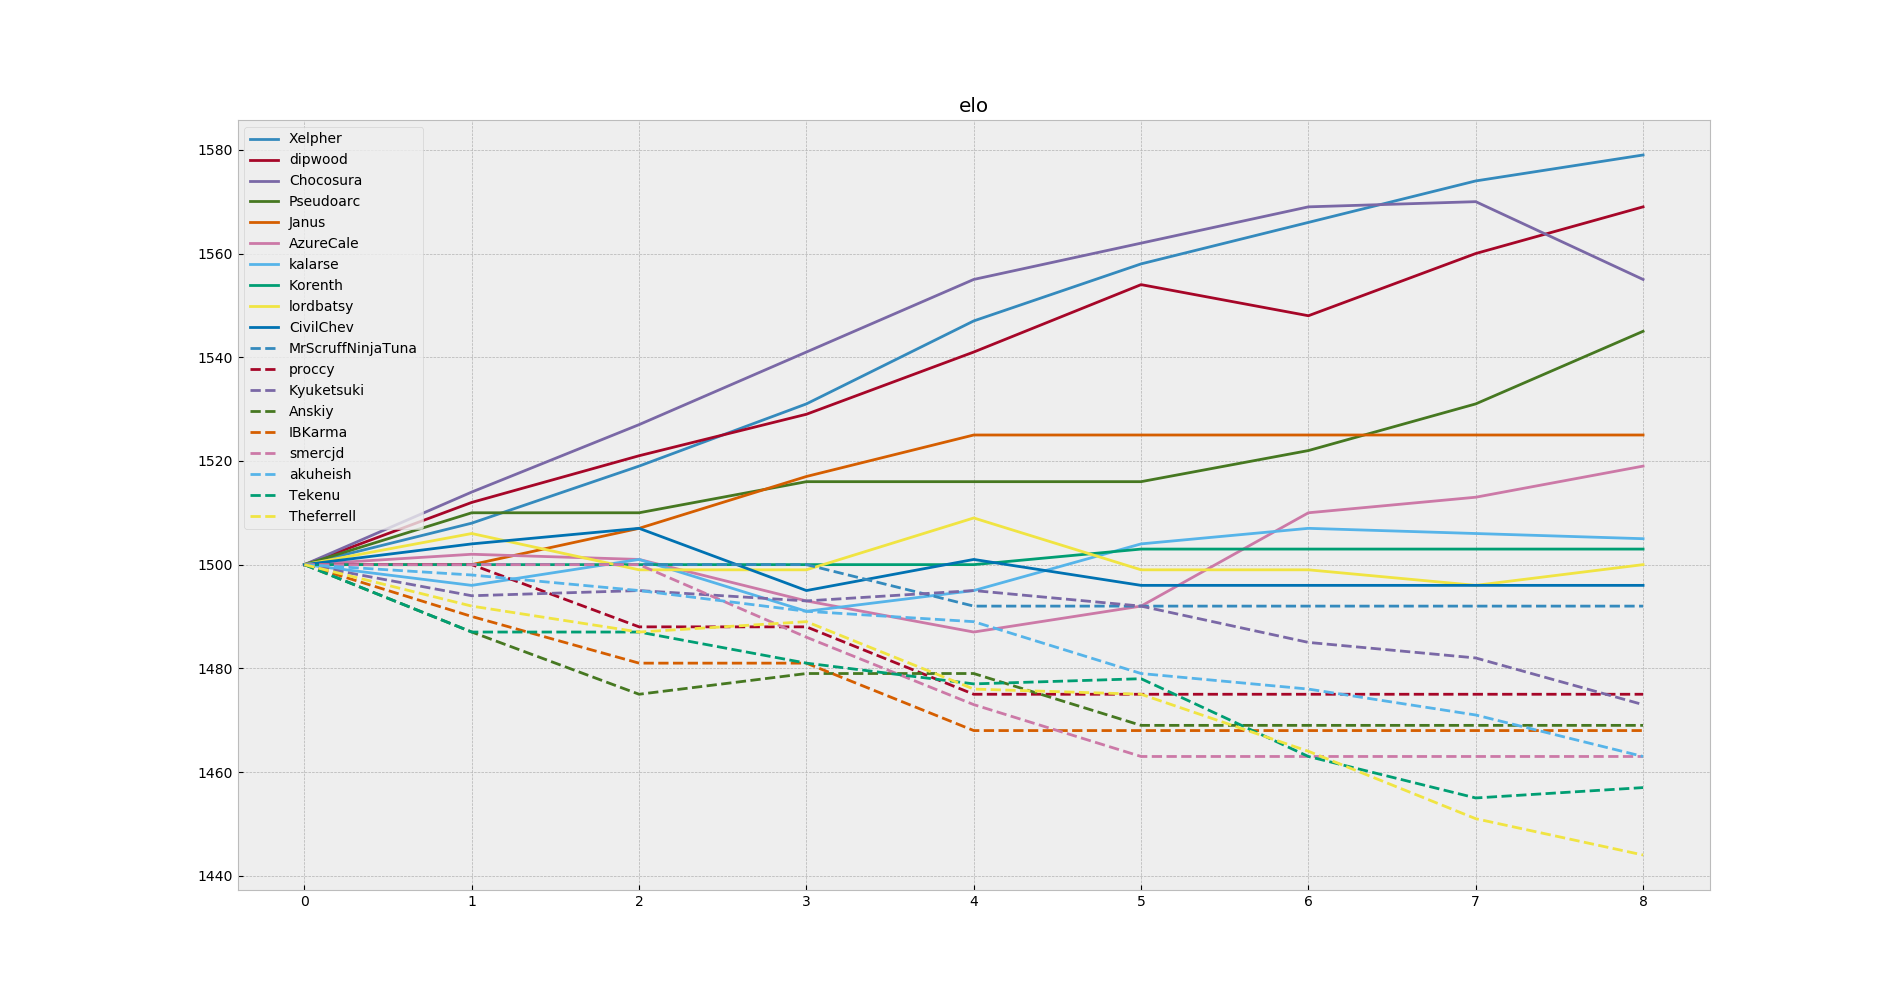 elo
Xelpher
dipwood
Chocosura
Pseudoarc
Janus
AzureCale
kalarse
Korenth
lordbatsy
CivilChev
MrScruffNinjaTuna
proccy
Kyuketsuki
Anskiy
IBKarma
smercjd
akuheish
Tekenu
Theferrell
1580
1560
1540
1520
1500
1480
1460
1440
0 1 2 3 4 5 6 7 8